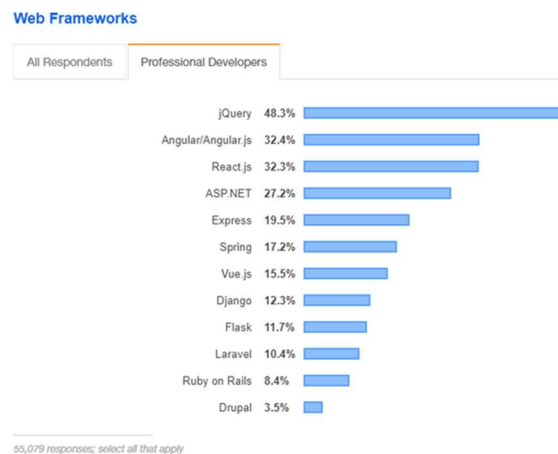 Web Frameworks
All Respondents
Professional Developers
jQuery 48.3%
Angular/Angular.js 32.4%
React.js 32.3%
ASP.NET 27.2%
Express 19.5%
Spring 17.2%
Vue.js 15.5%
Django 12.3%
Flask 11.7%
Laravel 10.4%
Ruby on Rails 8.4%
Drupal 3.5%
55,079 responses; select all that apply